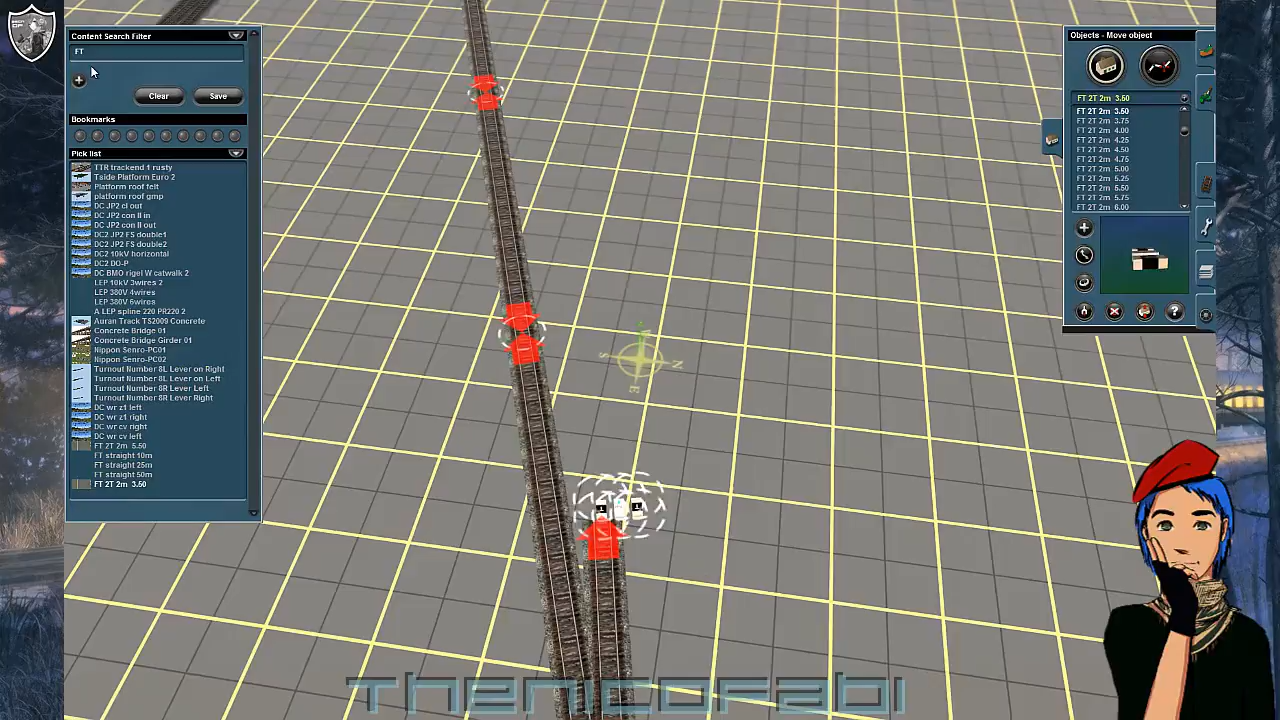 Content Search Filter
FT
Clear
Save
Bookmarks
Pick list
TTR trackend 1 rusty
Tside Platform Euro 2
Platform roof felt
platform roof gmp
DC JP2 cl out
DC JP2 con II in
DC JP2 con II out
DC2 JP2 FS double1
DC2 JP2 FS double2
DC2 10kV horizontal
DC2 DO-P
DC BMO rigel W catwalk 2
LEP 10kV 3wires 2
LEP 380V 4wires
LEP 380V 6wires
A LEP spline 220 PR220 2
Auran Track TS2009 Concrete
Concrete Bridge 01
Concrete Bridge Girder 01
Nippon Senro-PC01
Nippon Senro-PC02
Turnout Number 8L Lever on Right
Turnout Number 8L Lever on Left
Turnout Number 8R Lever Left
Turnout Number 8R Lever Right
DC wr z1 left
DC wr z1 right
DC wr cv right
DC wr cv left
FT 2T 2m 5.50
FT straight 10m
FT straight 25m
FT straight 50m
FT 2T 2m 3.50
S
N
E
Objects - Move object
FT 2T 2m 3.50
FT 2T 2m 3.50
FT 2T 2m 3.75
FT 2T 2m 4.00
FT 2T 2m 4.25
FT 2T 2m 4.50
FT 2T 2m 4.75
FT 2T 2m 5.00
FT 2T 2m 5.25
FT 2T 2m 5.50
FT 2T 2m 5.75
FT 2T 2m 6.00
?
Thencofabi